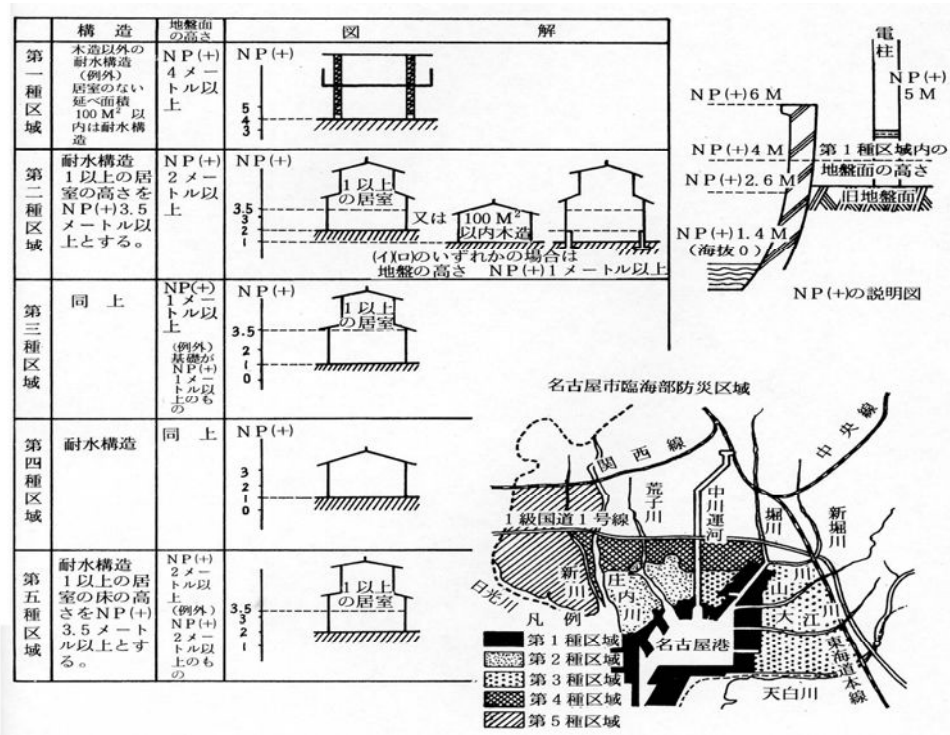 構造
地盤面
の高さ
図　解
第一種区域
木造以外の
耐水構造
(例外)
居室のない
延べ面積
100M² 以
内は耐水構
造
NP(+)
4メー
トル以
上
NP(+)
5
4
3
第二種区域
耐水構造
1以上の居
室の高さを
NP(+)3.5
メートル以
上とする。
NP(+)
2メー
トル以
上
NP(+)
3.5
3
2
1
1以上
の居室
又は
100M²
以内木造
(イ)(ロ)のいずれかの場合は
地盤の高さ　NP(+)1メートル以上
第三種区域
同上
NP(+)
1メー
トル以
上
(例外)
基礎が
NP(+)
1メー
トル以
上のも
の
NP(+)
3.5
2
1
0
1以上
の居室
第四種区域
耐水構造
同上
NP(+)
3
2
1
0
第五種区域
耐水構造
1以上の居
室の床の高
さをNP(+)
3.5メート
ル以上とす
る。
NP(+)
2メー
トル以
上
(例外)
NP(+)
2メー
トル以
上のも
の
NP(+)
3.5
3
2
1
1以上
の居室
電柱
NP(+)
5M
NP(+)6M
NP(+)4M
第1種区域内の
地盤面の高さ
NP(+)2.6M
旧地盤面
NP(+)1.4M
(海抜0)
NP(+)の説明図
名古屋市臨海部防災区域
関西線
中央線
荒子川
中川運河
堀川
新堀川
1級国道1号線
日光川
新川
庄内川
山川
大江川
東海道本線
名古屋港
天白川
凡例
第1種区域
第2種区域
第3種区域
第4種区域
第5種区域